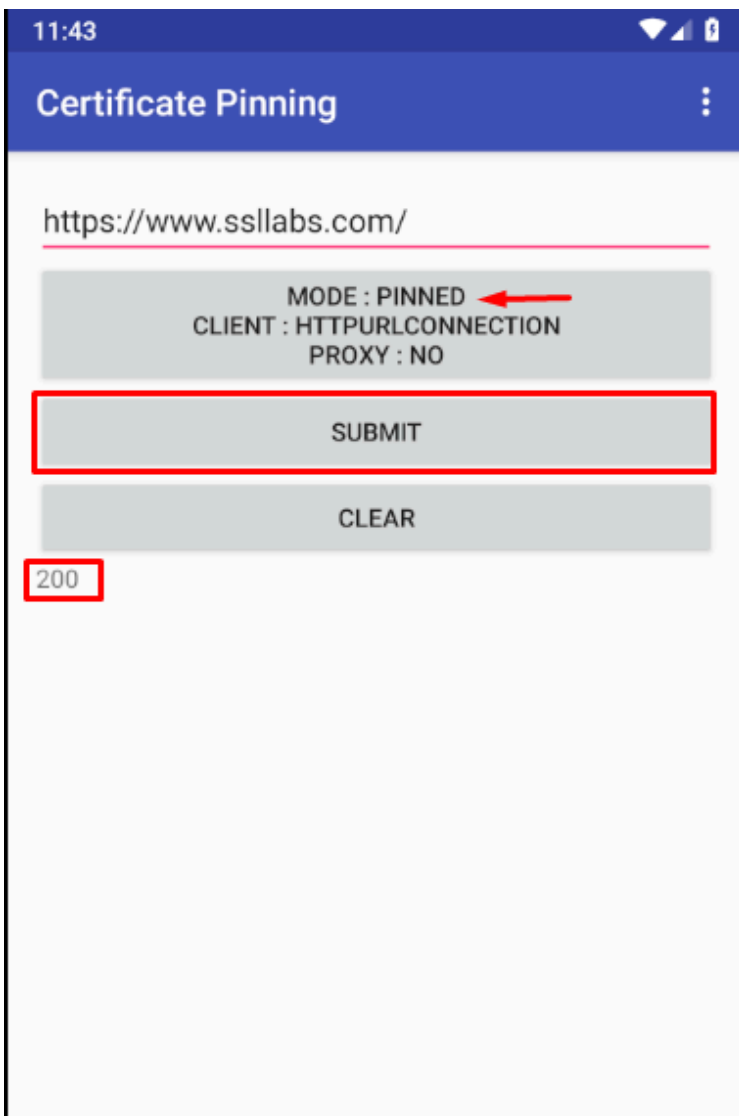 11:43
Certificate Pinning
https://www.ssllabs.com/
MODE : PINNED
CLIENT : HTTPURLCONNECTION
PROXY : NO
SUBMIT
CLEAR
200